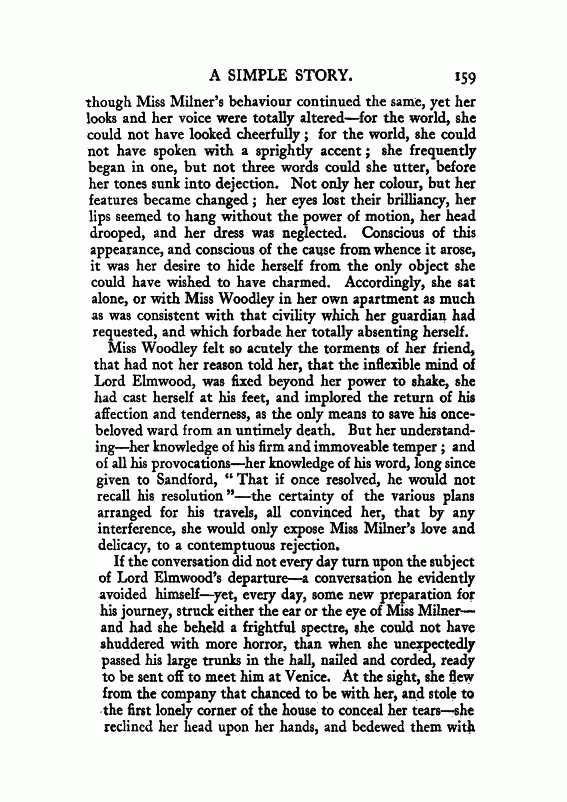 A SIMPLE STORY. 159
though Miss Milner's behaviour continued the same, yet her
looks and her voice were totally altered—for the world, she
could not have looked cheerfully; for the world, she could
not have spoken with a sprightly accent; she frequently
began in one, but not three words could she utter, before
her tones sunk into dejection. Not only her colour, but her
features became changed; her eyes lost their brilliancy, her
lips seemed to hang without the power of motion, her head
drooped, and her dress was neglected. Conscious of this
appearance, and conscious of the cause from whence it arose,
it was her desire to hide herself from the only object she
could have wished to have charmed. Accordingly, she sat
alone, or with Miss Woodley in her own apartment as much
as was consistent with that civility which her guardian had
requested, and which forbade her totally absenting herself.
Miss Woodley felt so acutely the torments of her friend,
that had not her reason told her, that the inflexible mind of
Lord Elmwood, was fixed beyond her power to shake, she
had cast herself at his feet, and implored the return of his
affection and tenderness, as the only means to save his once-
beloved ward from an untimely death. But her understand-
ing—her knowledge of his firm and immoveable temper; and
of all his provocations—her knowledge of his word, long since
given to Sandford, "That if once resolved, he would not
recall his resolution"—the certainty of the various plans
arranged for his travels, all convinced her, that by any
interference, she would only expose Miss Milner's love and
delicacy, to a contemptuous rejection.
If the conversation did not every day turn upon the subject
of Lord Elmwood's departure—a conversation he evidently
avoided himself—yet, every day, some new preparation for
his journey, struck either the ear or the eye of Miss Milner—
and had she beheld a frightful spectre, she could not have
shuddered with more horror, than when she unexpectedly
passed his large trunks in the hall, nailed and corded, ready
to be sent off to meet him at Venice. At the sight, she flew
from the company that chanced to be with her, and stole to
the first lonely corner of the house to conceal her tears—she
reclined her head upon her hands, and bedewed them with